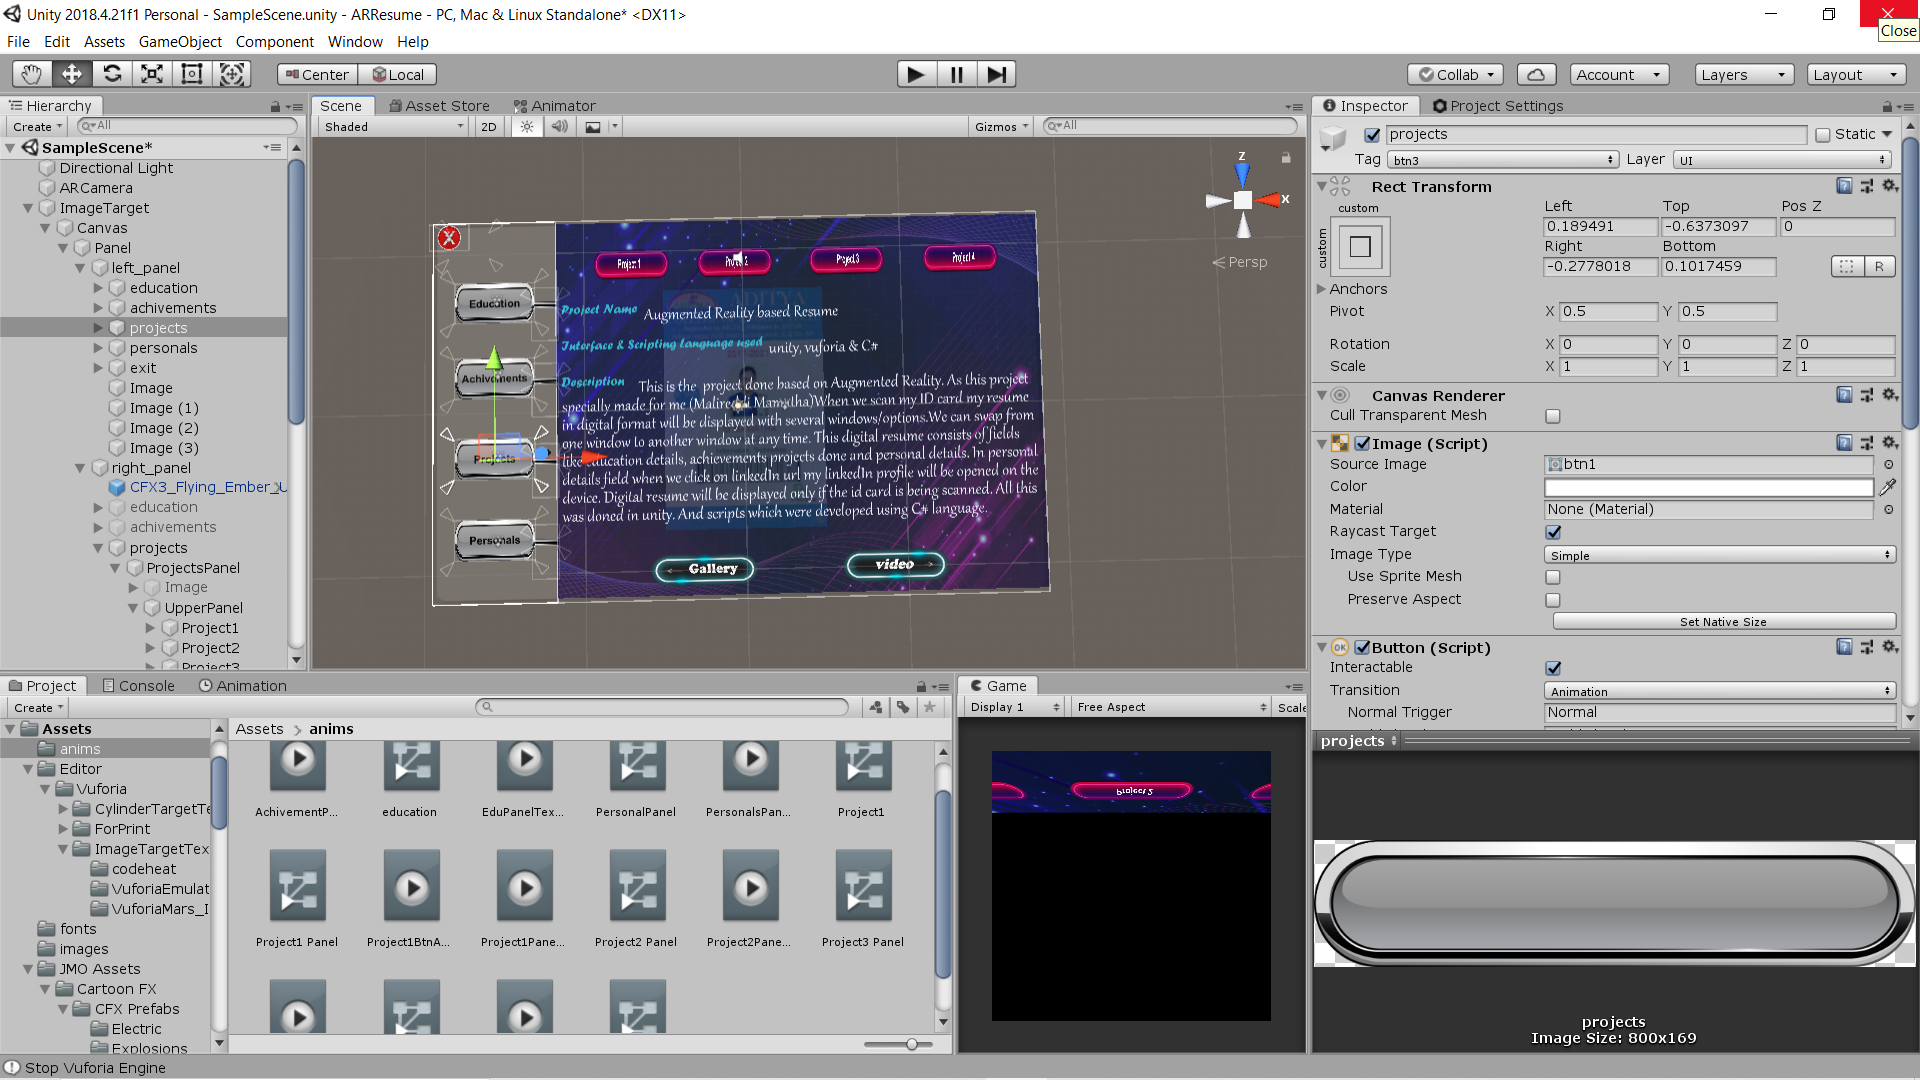 Unity 2018.4.21f1 Personal - SampleScene.unity - ARResume - PC, Mac & Linux Standalone* <DX11>
Close
File Edit Assets GameObject Component Window Help
Center Local Collab Account Layers Layout
Hierarchy
Create All
SampleScene*
Directional Light
ARCamera
ImageTarget
Canvas
Panel
left_panel
education
achivements
projects
personals
exit
Image
Image (1)
Image (2)
Image (3)
right_panel
CFX3_Flying_Ember_U
education
achivements
projects
ProjectsPanel
Image
UpperPanel
Project1
Project2
Project3
Scene Asset Store Animator
Shaded 2D Gizmos All
Z
X
Persp
X
Project 1 Project 2 Project3 Project 4
Education
Achivements
Projects
Personals
Project Name Augmented Reality based Resume
Interface & Scripting Language used unity, vuforia & C#
Description This is the project done based on Augmented Reality. As this project
specially made for me (Malireddi Mamatha)When we scan my ID card my resume
in digital format will be displayed with several windows/options.We can swap from
one window to another window at any time. This digital resume consists of fields
like education details, achievements projects done and personal details. In personal
details field when we click on linkedIn url my linkedIn profile will be opened on the
device. Digital resume will be displayed only if the id card is being scanned. All this
was doned in unity. And scripts which were developed using C# language.
Gallery video
Inspector Project Settings
projects Static
Tag btn3 Layer UI
Rect Transform
custom
custom
Left Top Pos Z
0.189491 -0.6373097 0
Right Bottom
-0.2778018 0.1017459 R
Anchors
Pivot X 0.5 Y 0.5
Rotation X 0 Y 0 Z 0
Scale X 1 Y 1 Z 1
Canvas Renderer
Cull Transparent Mesh
Image (Script)
Source Image btn1
Color
Material None (Material)
Raycast Target
Image Type Simple
Use Sprite Mesh
Preserve Aspect
Set Native Size
OK Button (Script)
Interactable
Transition Animation
Normal Trigger Normal
projects
projects
Image Size: 800x169
Project Console Animation
Create
Assets
anims
Editor
Vuforia
CylinderTargetTe
ForPrint
ImageTargetTex
codeheat
VuforiaEmulat
VuforiaMars_I
fonts
images
JMO Assets
Cartoon FX
CFX Prefabs
Electric
Explosions
Assets > anims
AchivementP... education EduPanelTex... PersonalPanel PersonalsPan... Project1
Project1 Panel Project1BtnA... Project1Pane... Project2 Panel Project2Pane... Project3 Panel
Game
Display 1 Free Aspect Scale
Project 2
Stop Vuforia Engine